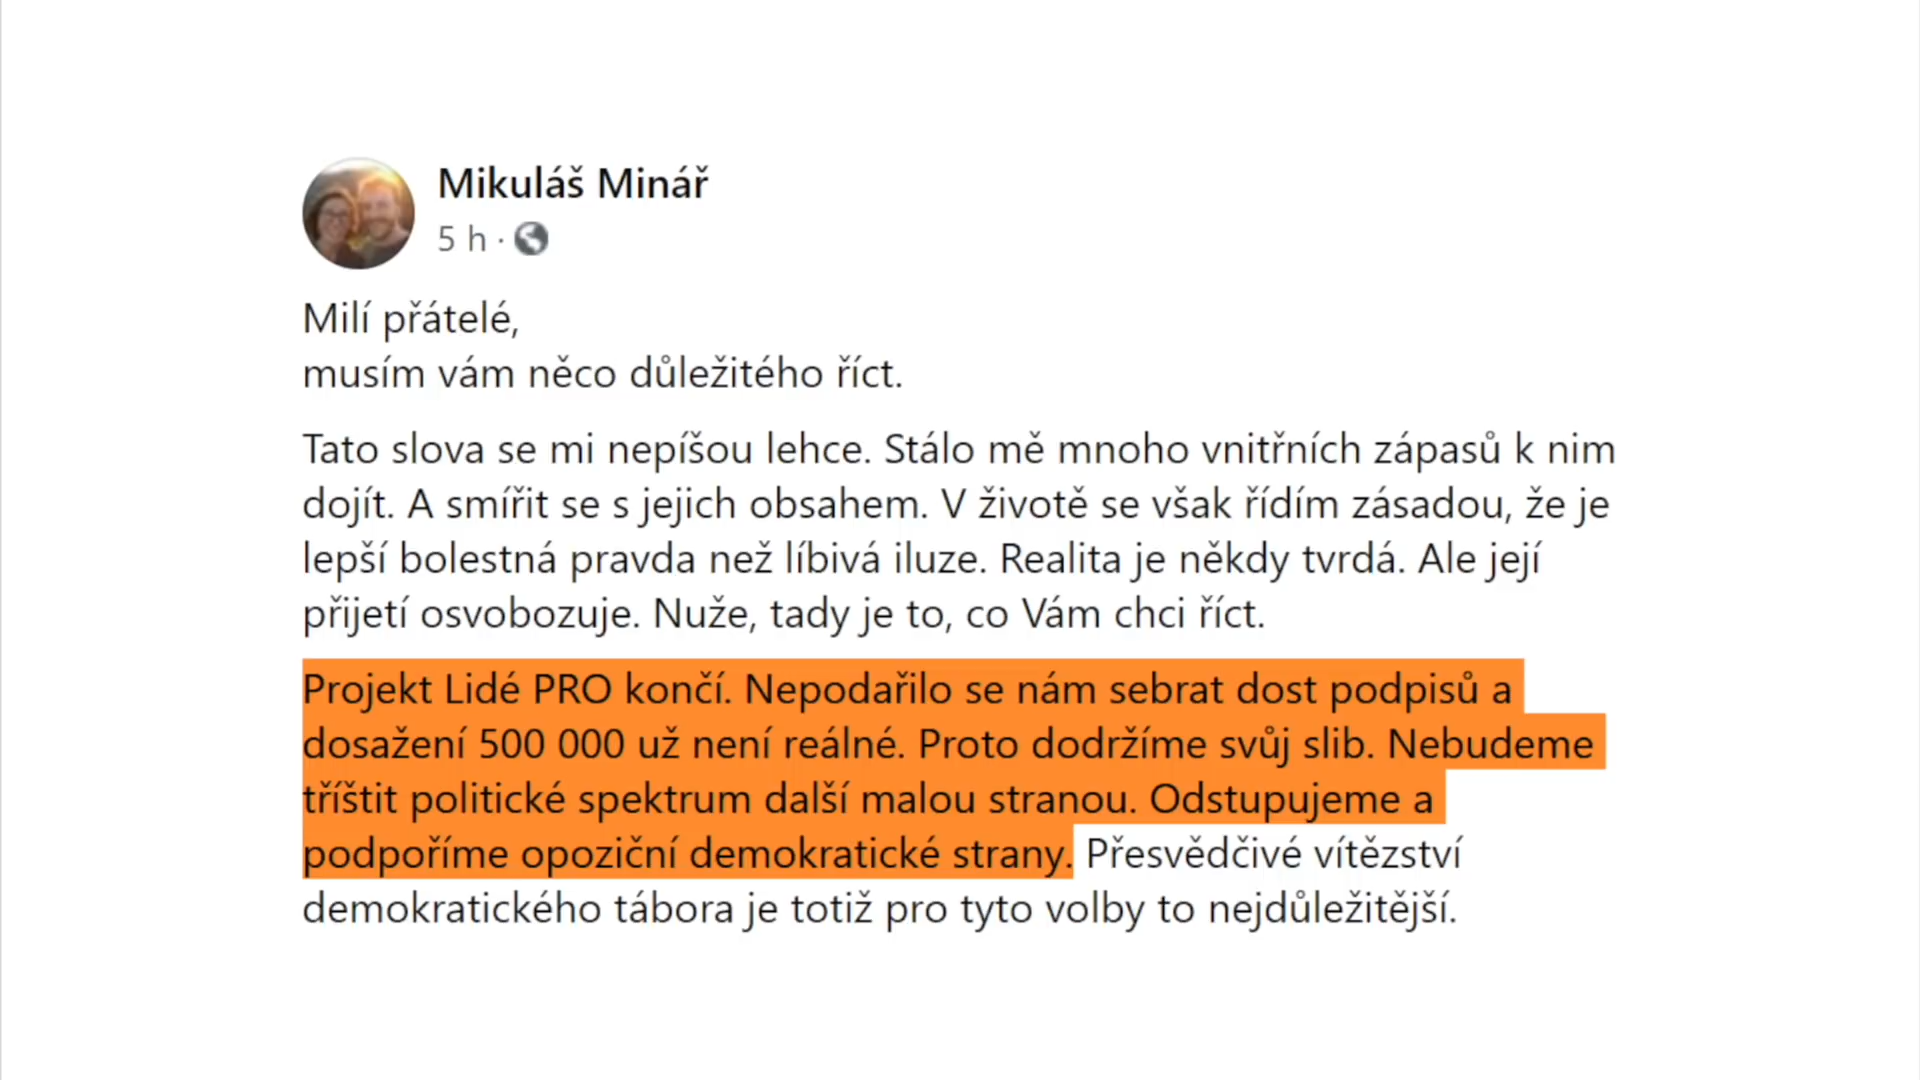 Mikuláš Minář
5 h ·
Milí přátelé,
musím vám něco důležitého říct.
Tato slova se mi nepíšou lehce. Stálo mě mnoho vnitřních zápasů k nim
dojít. A smířit se s jejich obsahem. V životě se však řídím zásadou, že je
lepší bolestná pravda než líbivá iluze. Realita je někdy tvrdá. Ale její
přijetí osvobozuje. Nuže, tady je to, co Vám chci říct.
Projekt Lidé PRO končí. Nepodařilo se nám sebrat dost podpisů a
dosažení 500 000 už není reálné. Proto dodržíme svůj slib. Nebudeme
tříštit politické spektrum další malou stranou. Odstupujeme a
podpoříme opoziční demokratické strany. Přesvědčivé vítězství
demokratického tábora je totiž pro tyto volby to nejdůležitější.